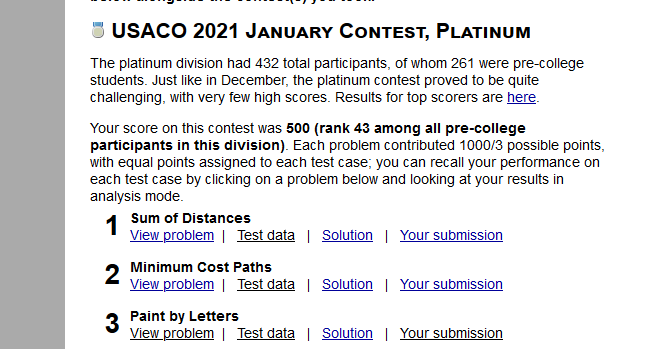 below alongside the contest(s) you took.
USACO 2021 January Contest, Platinum
The platinum division had 432 total participants, of whom 261 were pre-college
students. Just like in December, the platinum contest proved to be quite
challenging, with very few high scores. Results for top scorers are here.
Your score on this contest was 500 (rank 43 among all pre-college
participants in this division). Each problem contributed 1000/3 possible points,
with equal points assigned to each test case; you can recall your performance on
each test case by clicking on a problem below and looking at your results in
analysis mode.
1 Sum of Distances
View problem | Test data | Solution | Your submission
2 Minimum Cost Paths
View problem | Test data | Solution | Your submission
3 Paint by Letters
View problem | Test data | Solution | Your submission